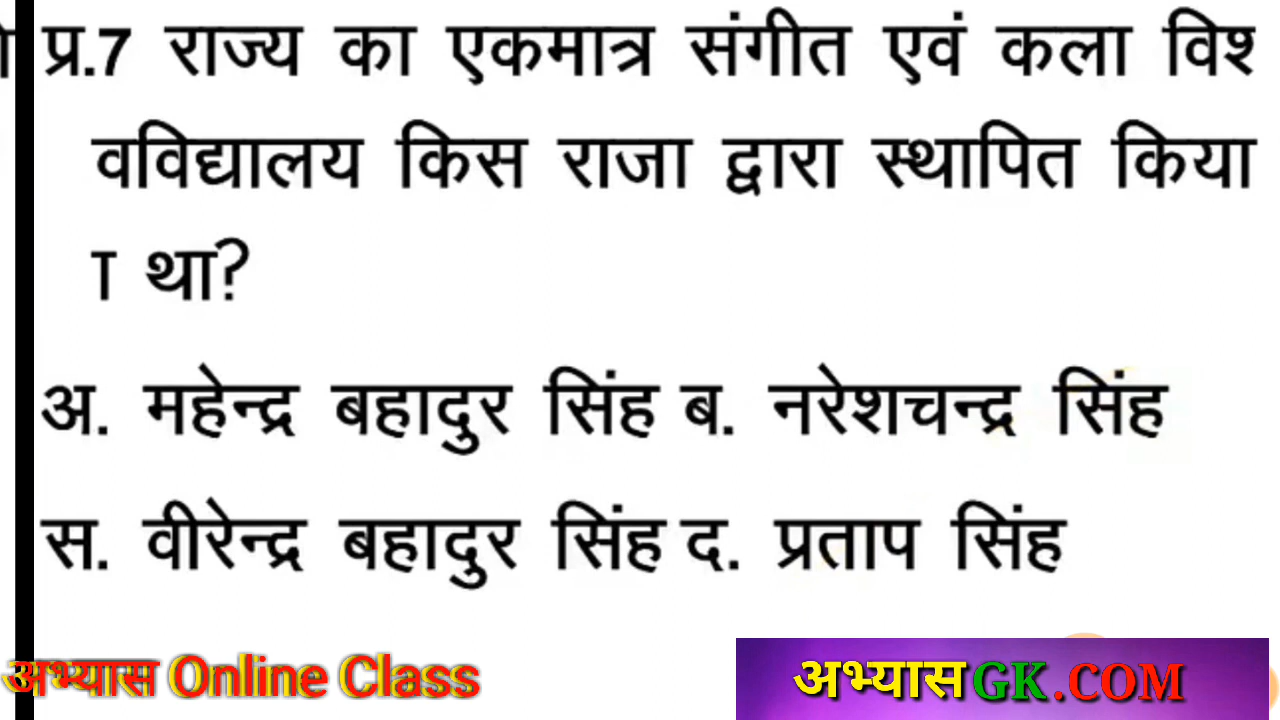 प्र.7 राज्य का एकमात्र संगीत एवं कला विश
वविद्यालय किस राजा द्वारा स्थापित किया
ा था?
अ. महेन्द्र बहादुर सिंह ब. नरेशचन्द्र सिंह
स. वीरेन्द्र बहादुर सिंह द. प्रताप सिंह
अभ्यास Online Class
अभ्यासGK.COM